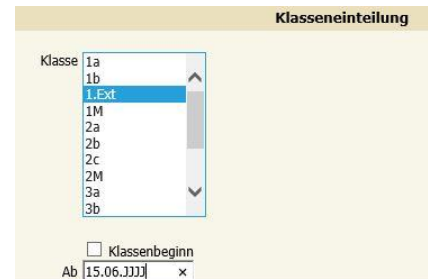 Klasseneinteilung
Klasse
1a
1b
1.Ext
1M
2a
2b
2c
2M
3a
3b
Klassenbeginn
Ab 15.06.JJJJ ×